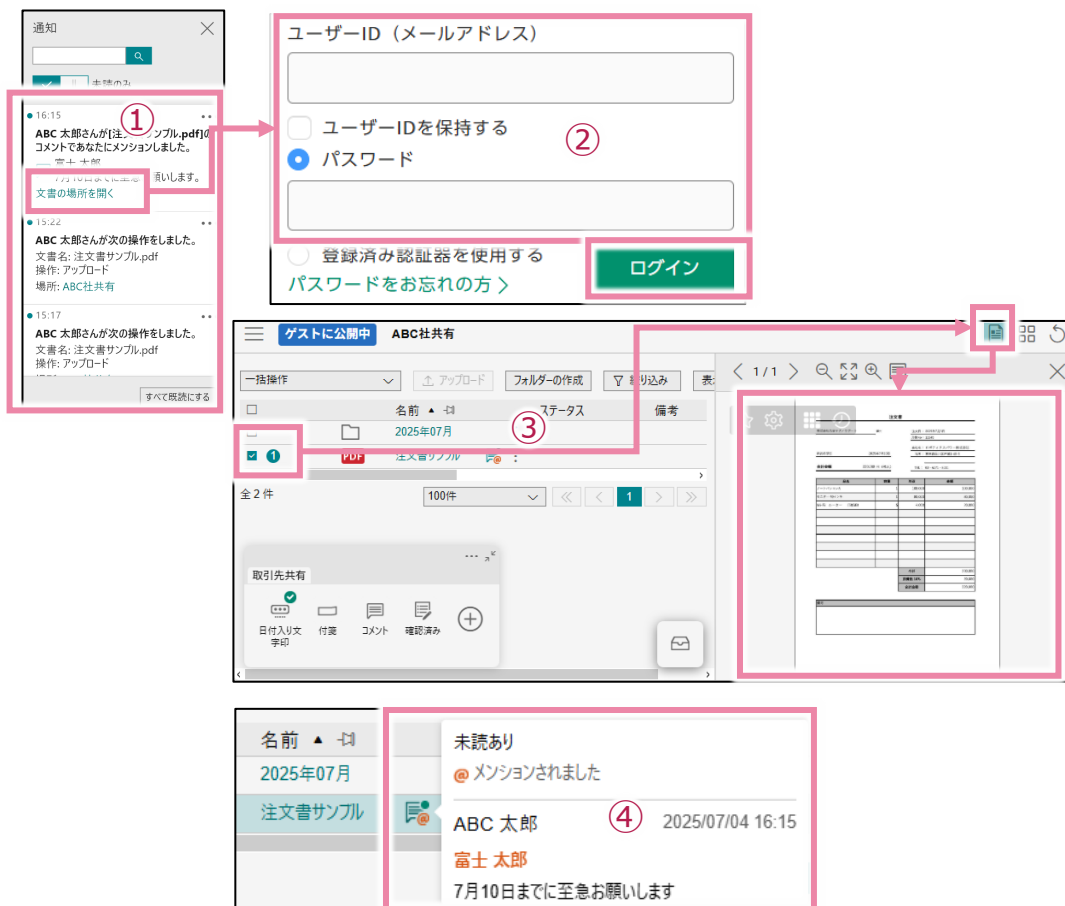 通知
未読のみ
16:15
①
ABC 太郎さんが[注文書サンプル.pdf]の
コメントであなたにメンションしました。
富士 太郎
7月10日までに至急お願いします。
文書の場所を開く
15:22
ABC 太郎さんが次の操作をしました。
文書名: 注文書サンプル.pdf
操作: アップロード
場所: ABC社共有
15:17
ABC 太郎さんが次の操作をしました。
文書名: 注文書サンプル.pdf
操作: アップロード
すべて既読にする
ユーザーID（メールアドレス）
ユーザーIDを保持する
②
パスワード
登録済み認証器を使用する
パスワードをお忘れの方
ログイン
ゲストに公開中 ABC社共有
一括操作 アップロード フォルダーの作成 絞り込み 表
名前 ▲ ステータス 備考
③
2025年07月
1 PDF 注文書サンプル
全 2 件 100件 1
取引先共有
日付入り文
字印
付箋 コメント 確認済み
1/1
注文書
合計金額
名前 ▲
2025年07月
注文書サンプル
未読あり
@ メンションされました
④
ABC 太郎 2025/07/04 16:15
富士 太郎
7月10日までに至急お願いします